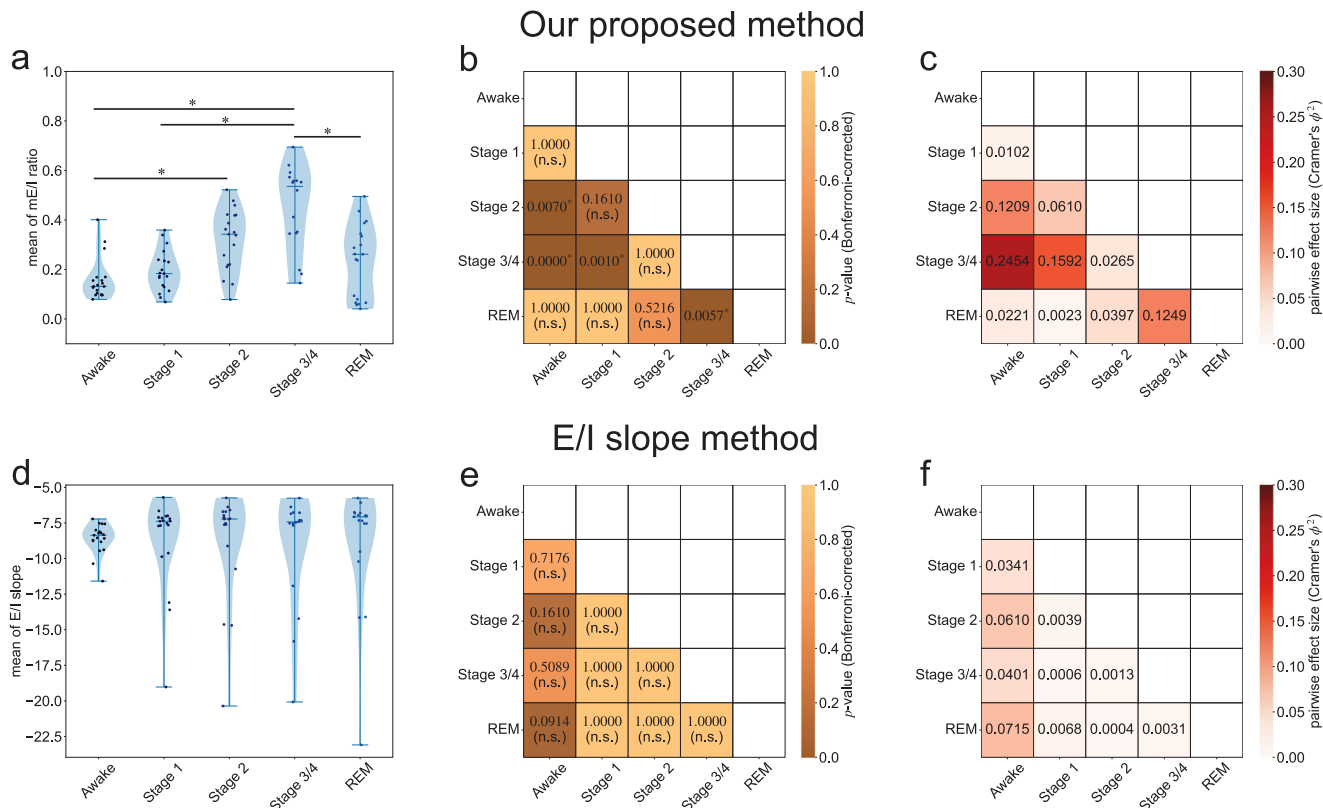 Our proposed method
a
mean of mE/I ratio
1.0
0.8
0.6
0.4
0.2
0.0
*
*
*
*
Awake
Stage 1
Stage 2
Stage 3/4
REM
b
Awake
Stage 1
Stage 2
Stage 3/4
REM
1.0000
(n.s.)
0.0070*
0.1610
(n.s.)
0.0000*
0.0010*
1.0000
(n.s.)
1.0000
(n.s.)
1.0000
(n.s.)
0.5216
(n.s.)
0.0057*
Awake
Stage 1
Stage 2
Stage 3/4
REM
1.0
0.8
0.6
0.4
0.2
0.0
p-value (Bonferroni-corrected)
c
Awake
Stage 1
Stage 2
Stage 3/4
REM
0.0102
0.1209
0.0610
0.2454
0.1592
0.0265
0.0221
0.0023
0.0397
0.1249
Awake
Stage 1
Stage 2
Stage 3/4
REM
0.30
0.25
0.20
0.15
0.10
0.05
0.00
pairwise effect size (Cramer's ϕ²)
E/I slope method
d
mean of E/I slope
−5.0
−7.5
−10.0
−12.5
−15.0
−17.5
−20.0
−22.5
Awake
Stage 1
Stage 2
Stage 3/4
REM
e
Awake
Stage 1
Stage 2
Stage 3/4
REM
0.7176
(n.s.)
0.1610
(n.s.)
1.0000
(n.s.)
0.5089
(n.s.)
1.0000
(n.s.)
1.0000
(n.s.)
0.0914
(n.s.)
1.0000
(n.s.)
1.0000
(n.s.)
1.0000
(n.s.)
Awake
Stage 1
Stage 2
Stage 3/4
REM
1.0
0.8
0.6
0.4
0.2
0.0
p-value (Bonferroni-corrected)
f
Awake
Stage 1
Stage 2
Stage 3/4
REM
0.0341
0.0610
0.0039
0.0401
0.0006
0.0013
0.0715
0.0068
0.0004
0.0031
Awake
Stage 1
Stage 2
Stage 3/4
REM
0.30
0.25
0.20
0.15
0.10
0.05
0.00
pairwise effect size (Cramer's ϕ²)